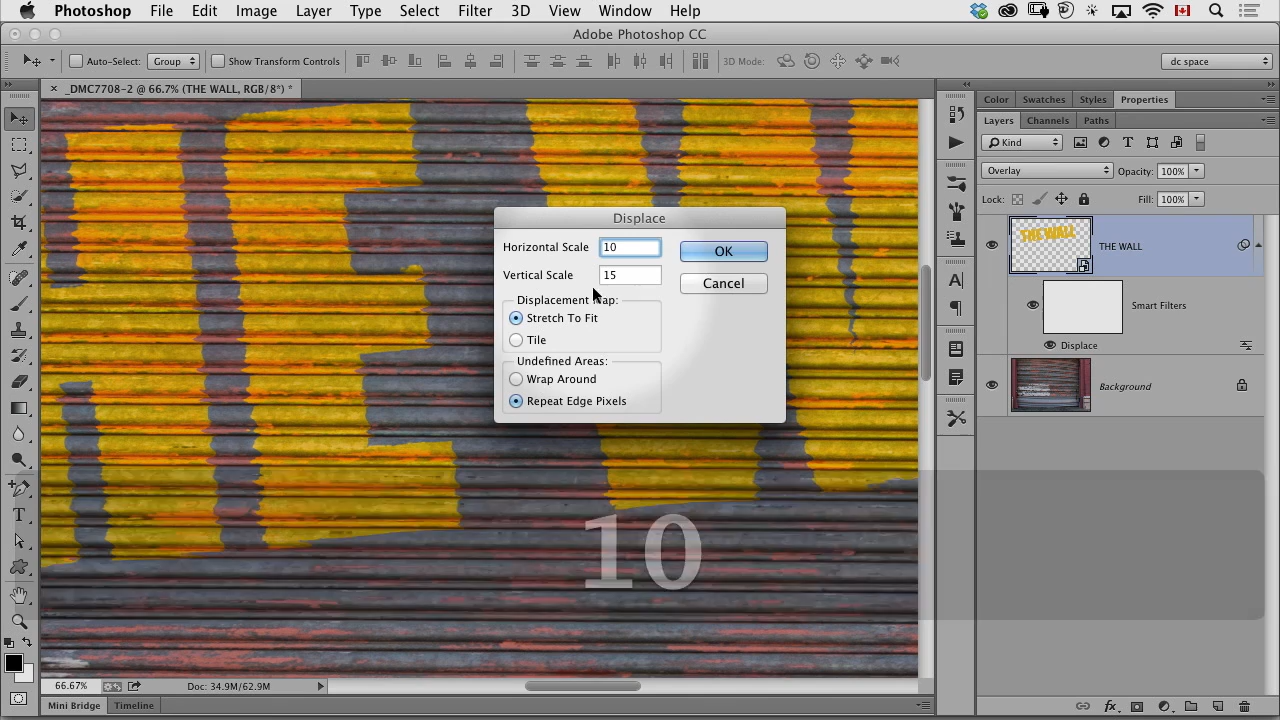 Photoshop File Edit Image Layer Type Select Filter 3D View Window Help
Adobe Photoshop CC
Auto-Select: Group Show Transform Controls 3D Mode: dc space
× _DMC7708-2 @ 66.7% (THE WALL, RGB/8*) *
Color Swatches Styles Properties
Layers Channels Paths
Kind
Overlay Opacity: 100%
Lock: Fill: 100%
THE WALL
THE WALL
Smart Filters
Displace
Background
Displace
Horizontal Scale 10 OK
Vertical Scale 15 Cancel
Displacement Map:
Stretch To Fit
Tile
Undefined Areas:
Wrap Around
Repeat Edge Pixels
10
66.67% Doc: 34.9M/62.9M
Mini Bridge Timeline